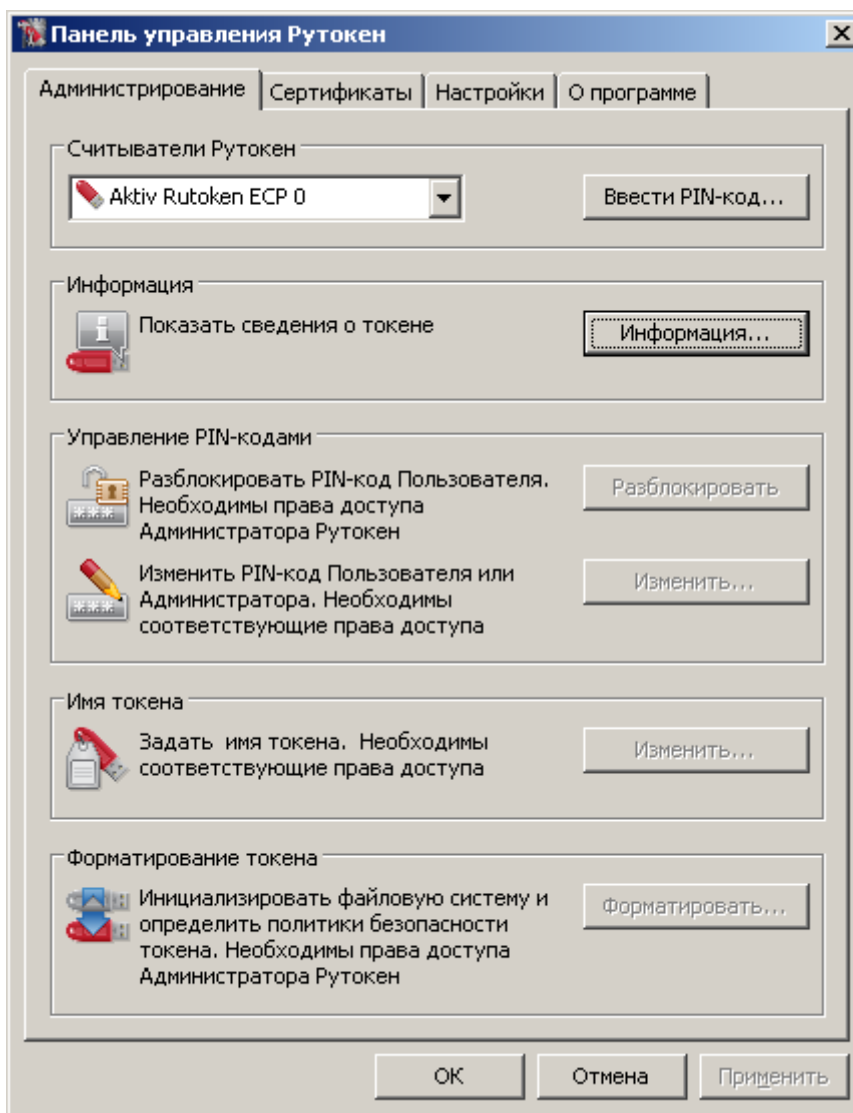 Панель управления Рутокен
Администрирование Сертификаты Настройки О программе
Считыватели Рутокен
Aktiv Rutoken ECP 0 Ввести PIN-код...
Информация
Показать сведения о токене Информация...
Управление PIN-кодами
Разблокировать PIN-код Пользователя. Разблокировать
Необходимы права доступа
Администратора Рутокен
Изменить PIN-код Пользователя или Изменить...
Администратора. Необходимы
соответствующие права доступа
Имя токена
Задать имя токена. Необходимы Изменить...
соответствующие права доступа
Форматирование токена
Инициализировать файловую систему и Форматировать...
определить политики безопасности
токена. Необходимы права доступа
Администратора Рутокен
ОК Отмена Применить